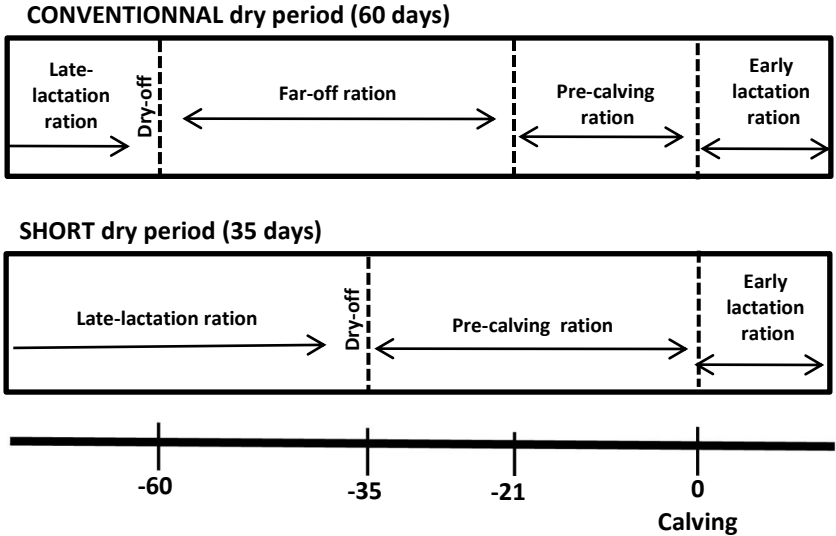 CONVENTIONNAL dry period (60 days)
Late-
lactation
ration
Dry-off
Far-off ration
Pre-calving
ration
Early
lactation
ration
SHORT dry period (35 days)
Late-lactation ration
Dry-off
Pre-calving ration
Early
lactation
ration
-60
-35
-21
0
Calving